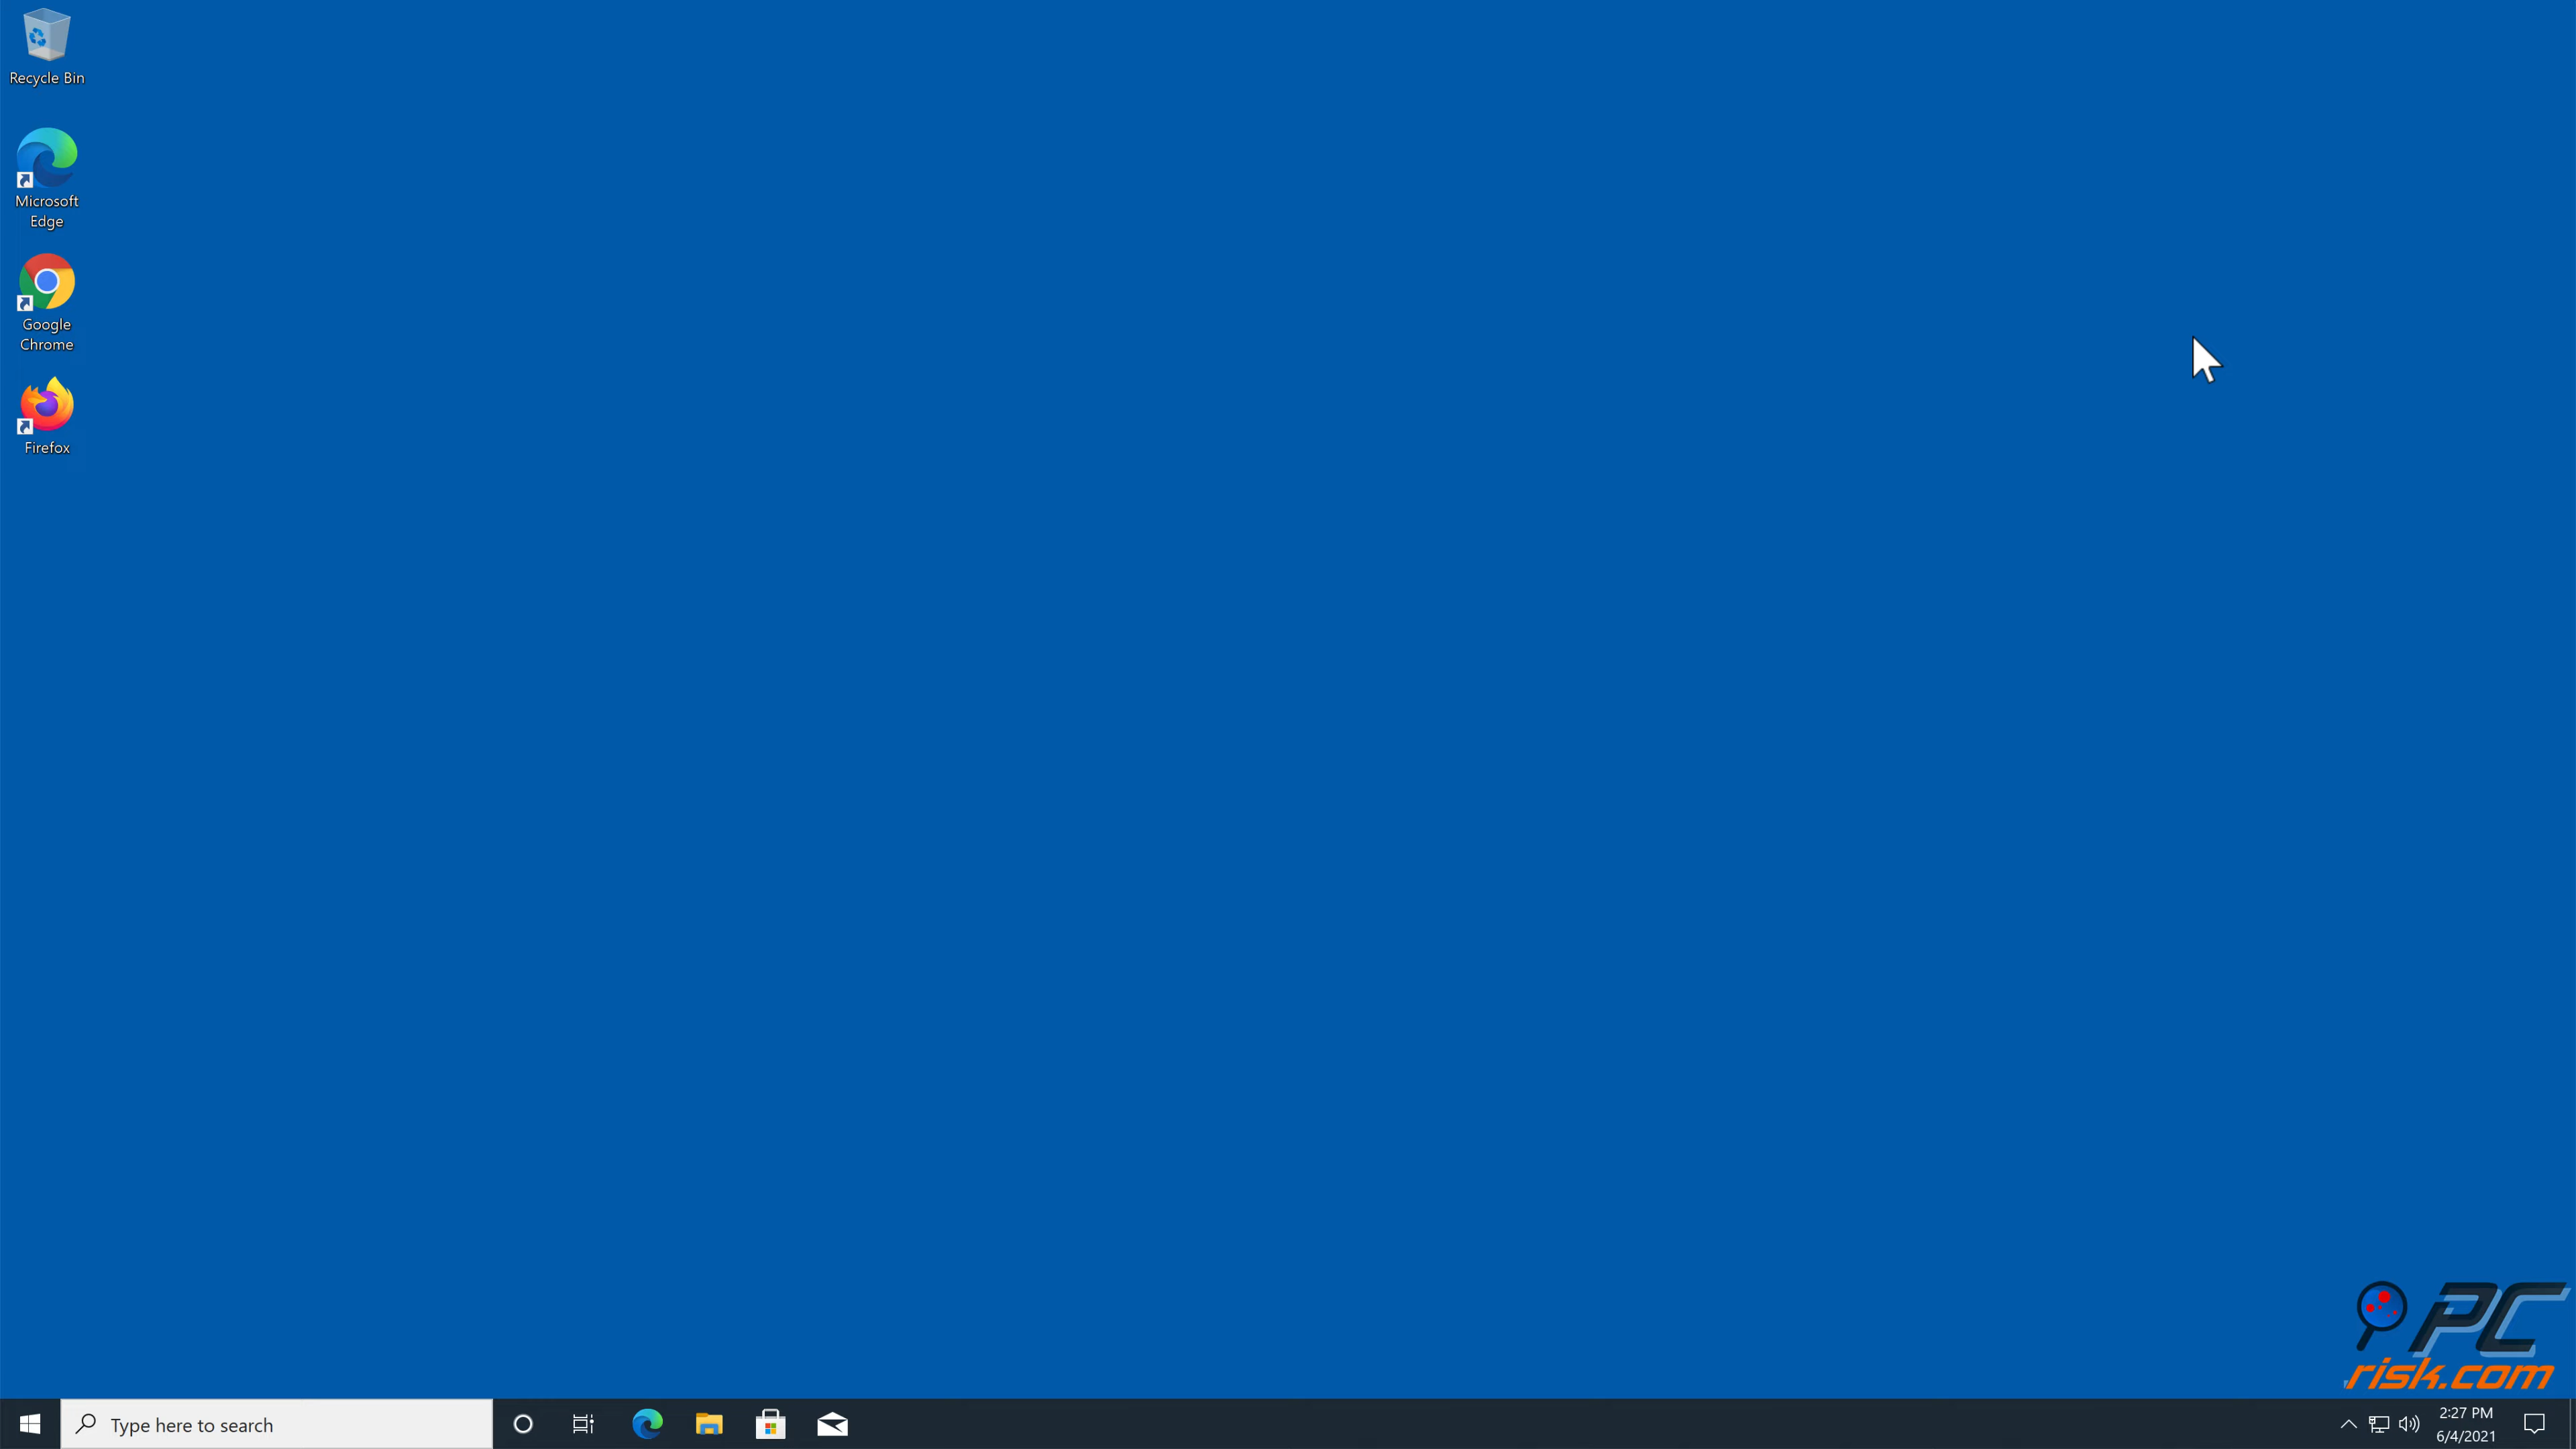 Recycle Bin
Microsoft
Edge
Google
Chrome
Firefox
PC
risk.com
Type here to search
2:27 PM
6/4/2021